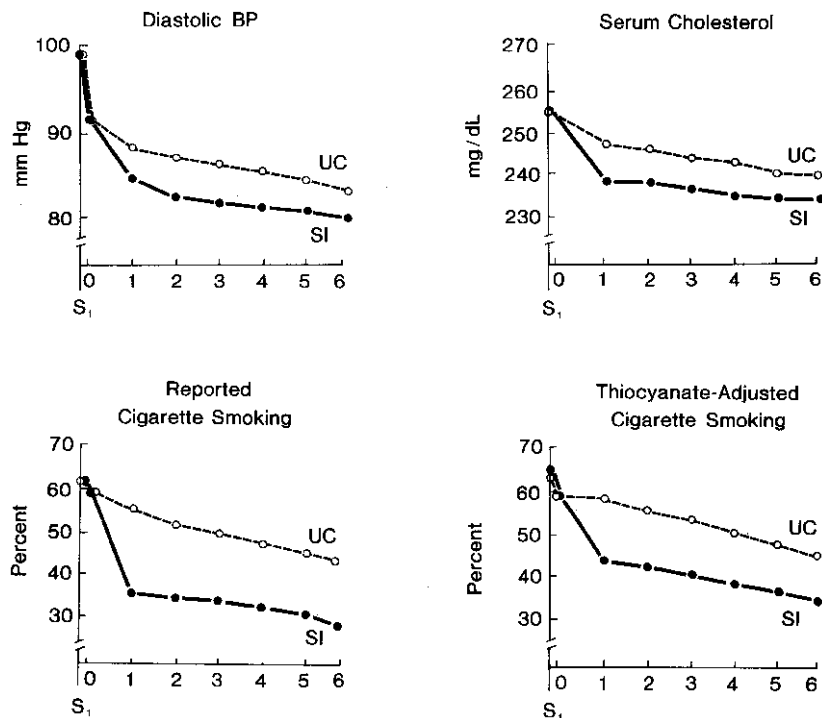 Diastolic BP
100
90
80
mm Hg
UC
SI
0 1 2 3 4 5 6
S₁
Serum Cholesterol
270
260
250
240
230
mg/dL
UC
SI
0 1 2 3 4 5 6
S₁
Reported
Cigarette Smoking
70
60
50
40
30
Percent
UC
SI
0 1 2 3 4 5 6
S₁
Thiocyanate-Adjusted
Cigarette Smoking
70
60
50
40
30
Percent
UC
SI
0 1 2 3 4 5 6
S₁